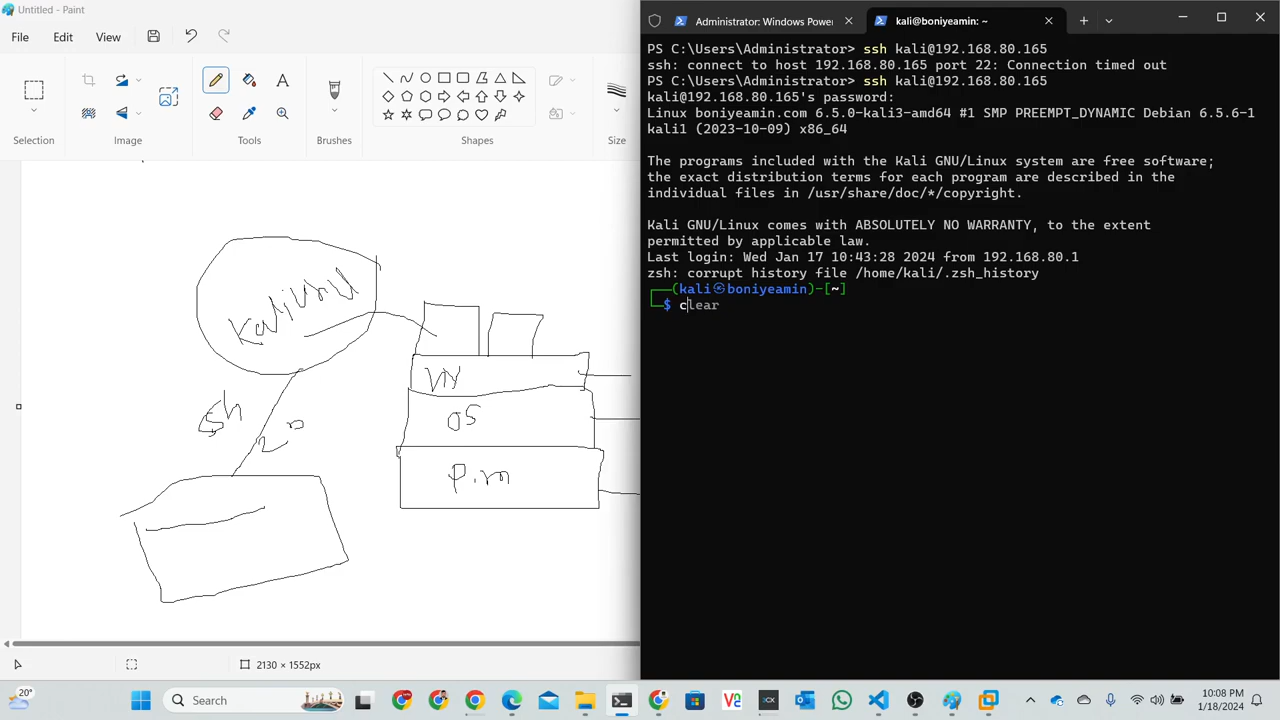 Untitled - Paint
File
Edit
View
Selection
Image
Tools
Brushes
Shapes
Size
Kali
OS
P.m
2130 × 1552px
Administrator: Windows Power
kali@boniyeamin: ~
PS C:\Users\Administrator> ssh kali@192.168.80.165
ssh: connect to host 192.168.80.165 port 22: Connection timed out
PS C:\Users\Administrator> ssh kali@192.168.80.165
kali@192.168.80.165's password:
Linux boniyeamin.com 6.5.0-kali3-amd64 #1 SMP PREEMPT_DYNAMIC Debian 6.5.6-1
kali1 (2023-10-09) x86_64
The programs included with the Kali GNU/Linux system are free software;
the exact distribution terms for each program are described in the
individual files in /usr/share/doc/*/copyright.
Kali GNU/Linux comes with ABSOLUTELY NO WARRANTY, to the extent
permitted by applicable law.
Last login: Wed Jan 17 10:43:28 2024 from 192.168.80.1
zsh: corrupt history file /home/kali/.zsh_history
┌──(kali㉿boniyeamin)-[~]
└─$ clear
20°
Search
10:08 PM
1/18/2024